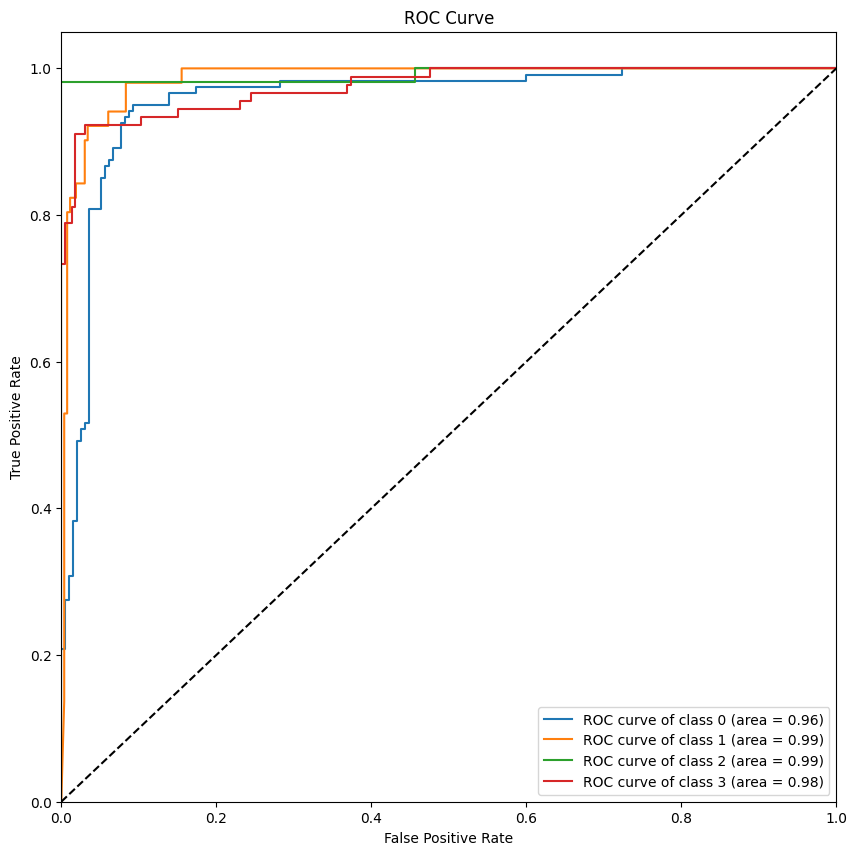 ROC Curve
1.0
0.8
0.6
0.4
0.2
0.0
True Positive Rate
0.0 0.2 0.4 0.6 0.8 1.0
False Positive Rate
ROC curve of class 0 (area = 0.96)
ROC curve of class 1 (area = 0.99)
ROC curve of class 2 (area = 0.99)
ROC curve of class 3 (area = 0.98)